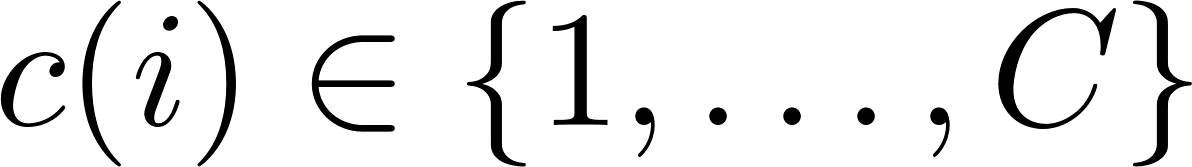 c(i) ∈ {1, . . . , C}